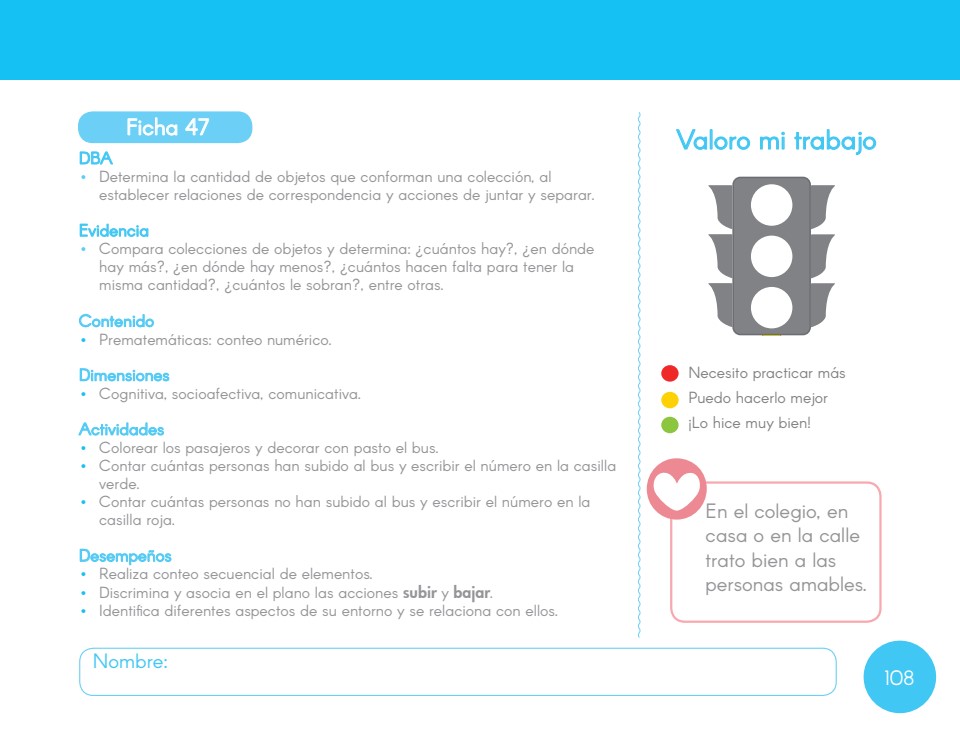 Ficha 47
DBA
• Determina la cantidad de objetos que conforman una colección, al
establecer relaciones de correspondencia y acciones de juntar y separar.
Evidencia
• Compara colecciones de objetos y determina: ¿cuántos hay?, ¿en dónde
hay más?, ¿en dónde hay menos?, ¿cuántos hacen falta para tener la
misma cantidad?, ¿cuántos le sobran?, entre otras.
Contenido
• Prematemáticas: conteo numérico.
Dimensiones
• Cognitiva, socioafectiva, comunicativa.
Actividades
• Colorear los pasajeros y decorar con pasto el bus.
• Contar cuántas personas han subido al bus y escribir el número en la casilla
verde.
• Contar cuántas personas no han subido al bus y escribir el número en la
casilla roja.
Desempeños
• Realiza conteo secuencial de elementos.
• Discrimina y asocia en el plano las acciones subir y bajar.
• Identifica diferentes aspectos de su entorno y se relaciona con ellos.
Valoro mi trabajo
Necesito practicar más
Puedo hacerlo mejor
¡Lo hice muy bien!
En el colegio, en
casa o en la calle
trato bien a las
personas amables.
Nombre:
108